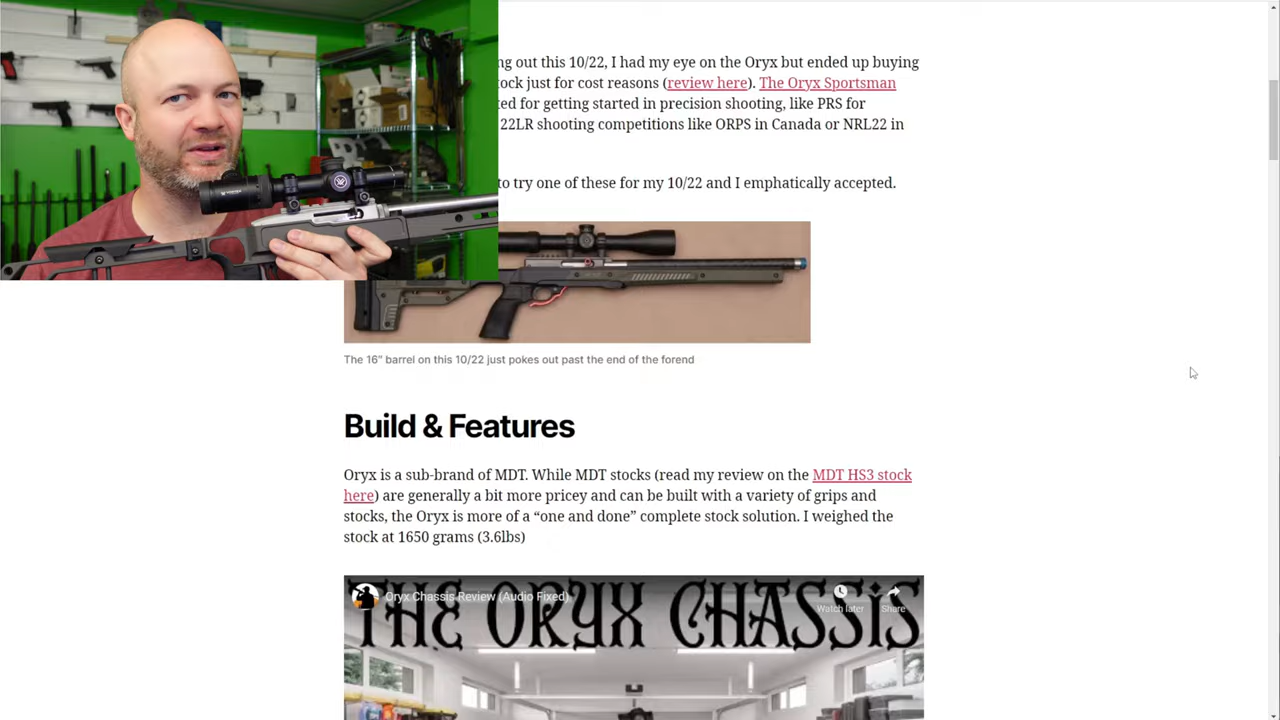 ng out this 10/22, I had my eye on the Oryx but ended up buying
tock just for cost reasons (review here). The Oryx Sportsman
ted for getting started in precision shooting, like PRS for
22LR shooting competitions like ORPS in Canada or NRL22 in
to try one of these for my 10/22 and I emphatically accepted.
The 16” barrel on this 10/22 just pokes out past the end of the forend
Build & Features
Oryx is a sub-brand of MDT. While MDT stocks (read my review on the MDT HS3 stock
here) are generally a bit more pricey and can be built with a variety of grips and
stocks, the Oryx is more of a “one and done” complete stock solution. I weighed the
stock at 1650 grams (3.6lbs)
Oryx Chassis Review (Audio Fixed)
Watch later
Share
THE ORYX CHASSIS